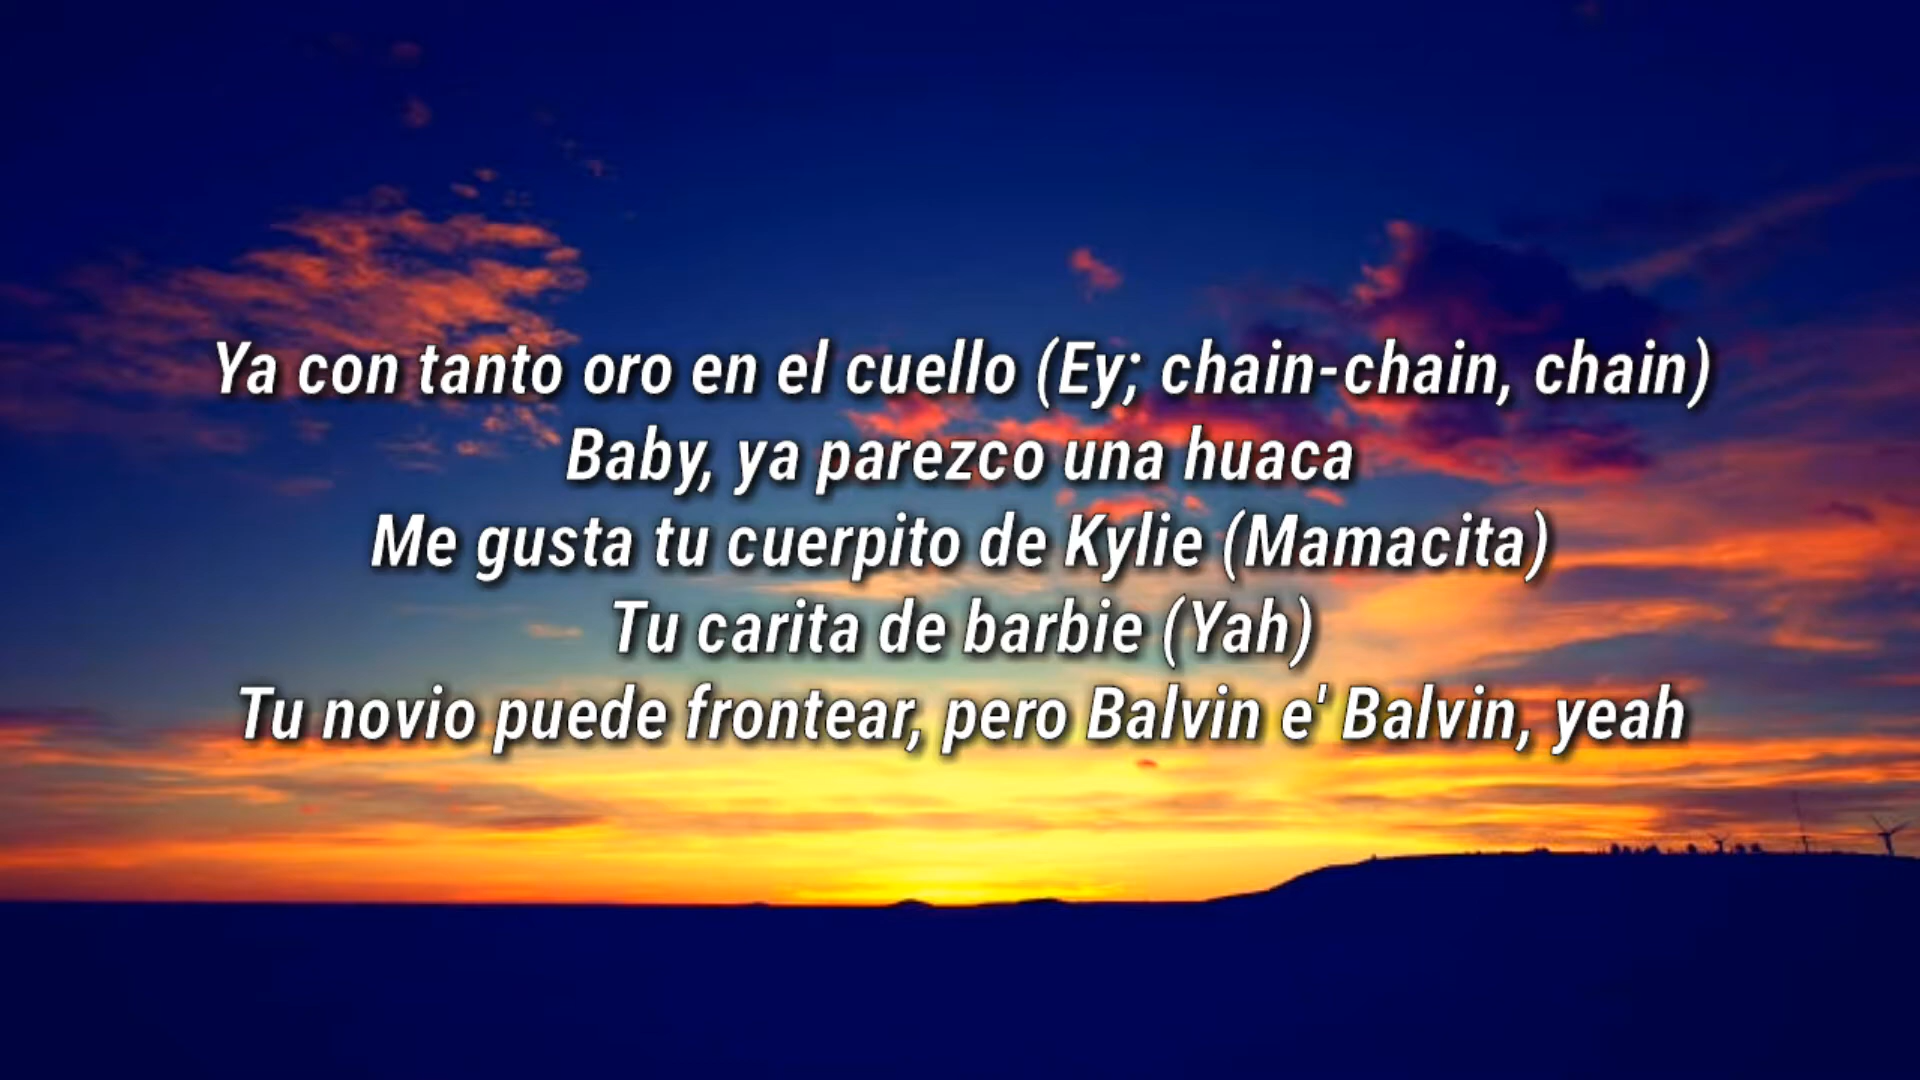 Ya con tanto oro en el cuello (Ey; chain-chain, chain)
Baby, ya parezco una huaca
Me gusta tu cuerpito de Kylie (Mamacita)
Tu carita de barbie (Yah)
Tu novio puede frontear, pero Balvin e' Balvin, yeah